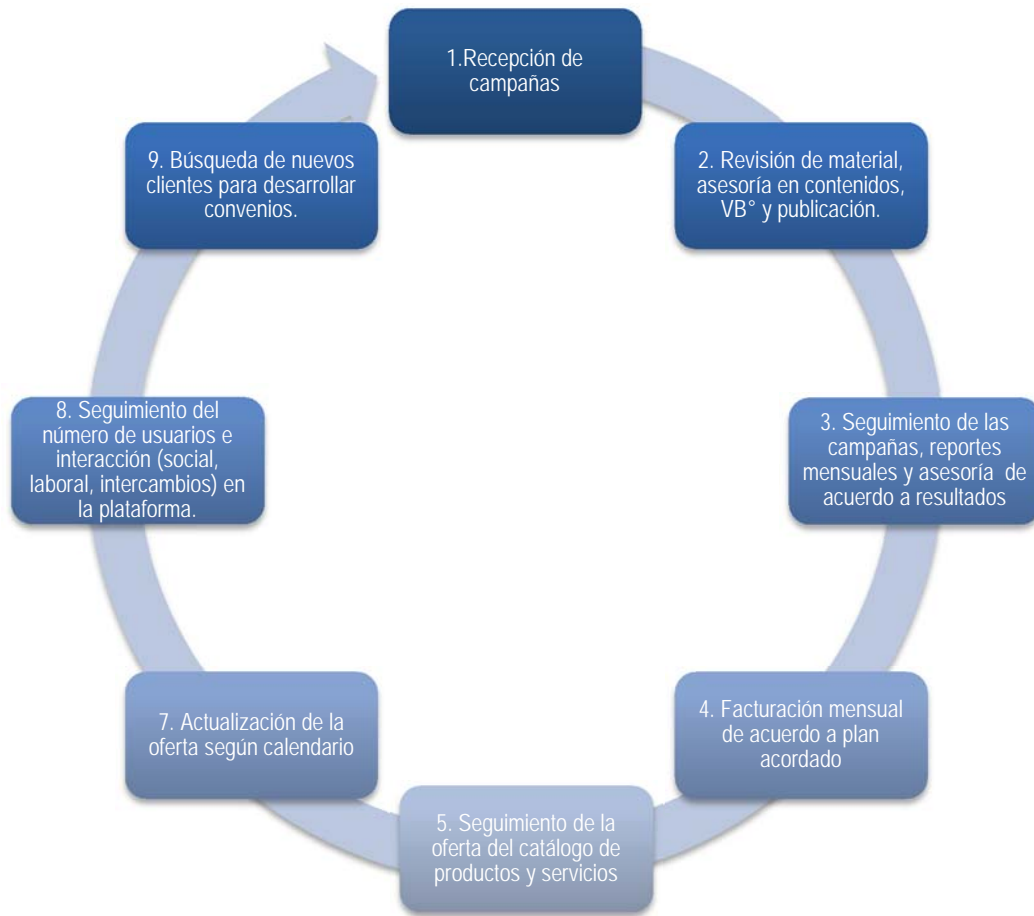 1.Recepción de
campañas
2. Revisión de material,
asesoría en contenidos,
VB° y publicación.
3. Seguimiento de las
campañas, reportes
mensuales y asesoría de
acuerdo a resultados
4. Facturación mensual
de acuerdo a plan
acordado
5. Seguimiento de la
oferta del catálogo de
productos y servicios
7. Actualización de la
oferta según calendario
8. Seguimiento del
número de usuarios e
interacción (social,
laboral, intercambios) en
la plataforma.
9. Búsqueda de nuevos
clientes para desarrollar
convenios.